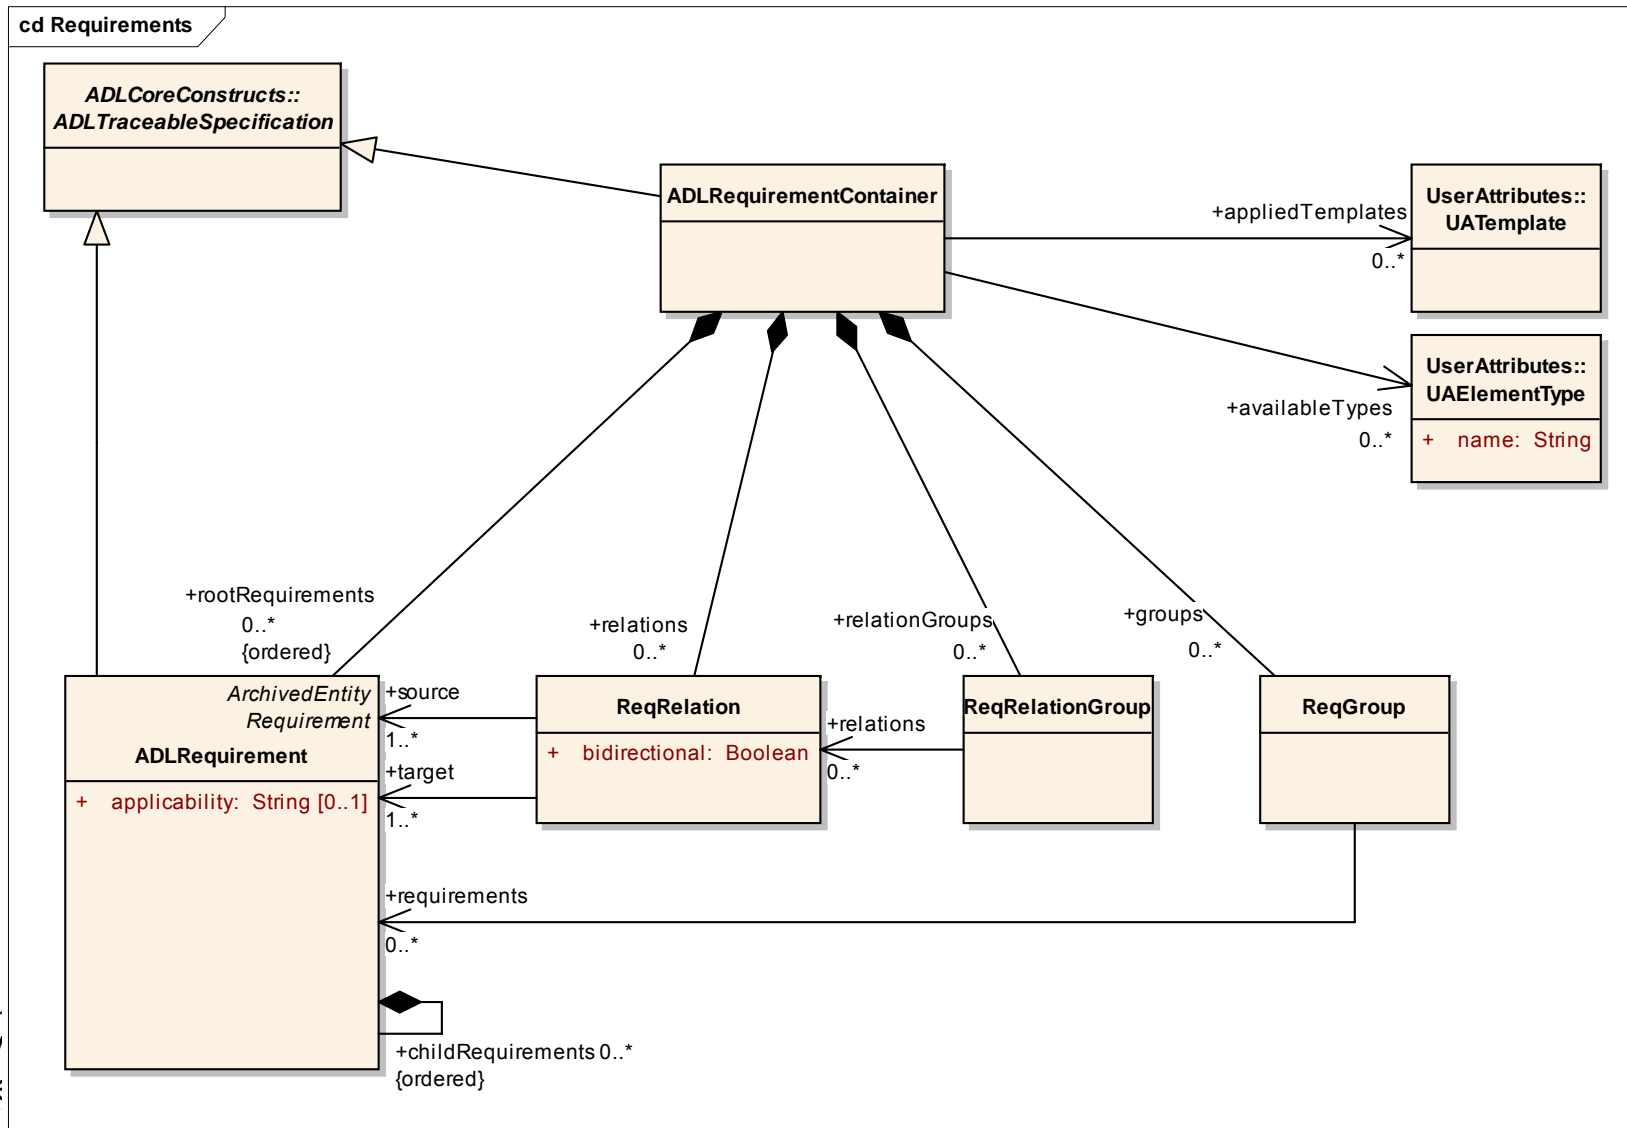 cd Requirements
ADLCoreConstructs::
ADLTraceableSpecification
ADLRequirementContainer
+appliedTemplates
0..*
UserAttributes::
UATemplate
UserAttributes::
UAElementType
+ name: String
+availableTypes
0..*
+rootRequirements
0..*
{ordered}
+relations
0..*
+relationGroups
0..*
+groups
0..*
ArchivedEntity
Requirement
ADLRequirement
+ applicability: String [0..1]
+source
1..*
+target
1..*
ReqRelation
+ bidirectional: Boolean
+relations
0..*
ReqRelationGroup
ReqGroup
+requirements
0..*
+childRequirements 0..*
{ordered}